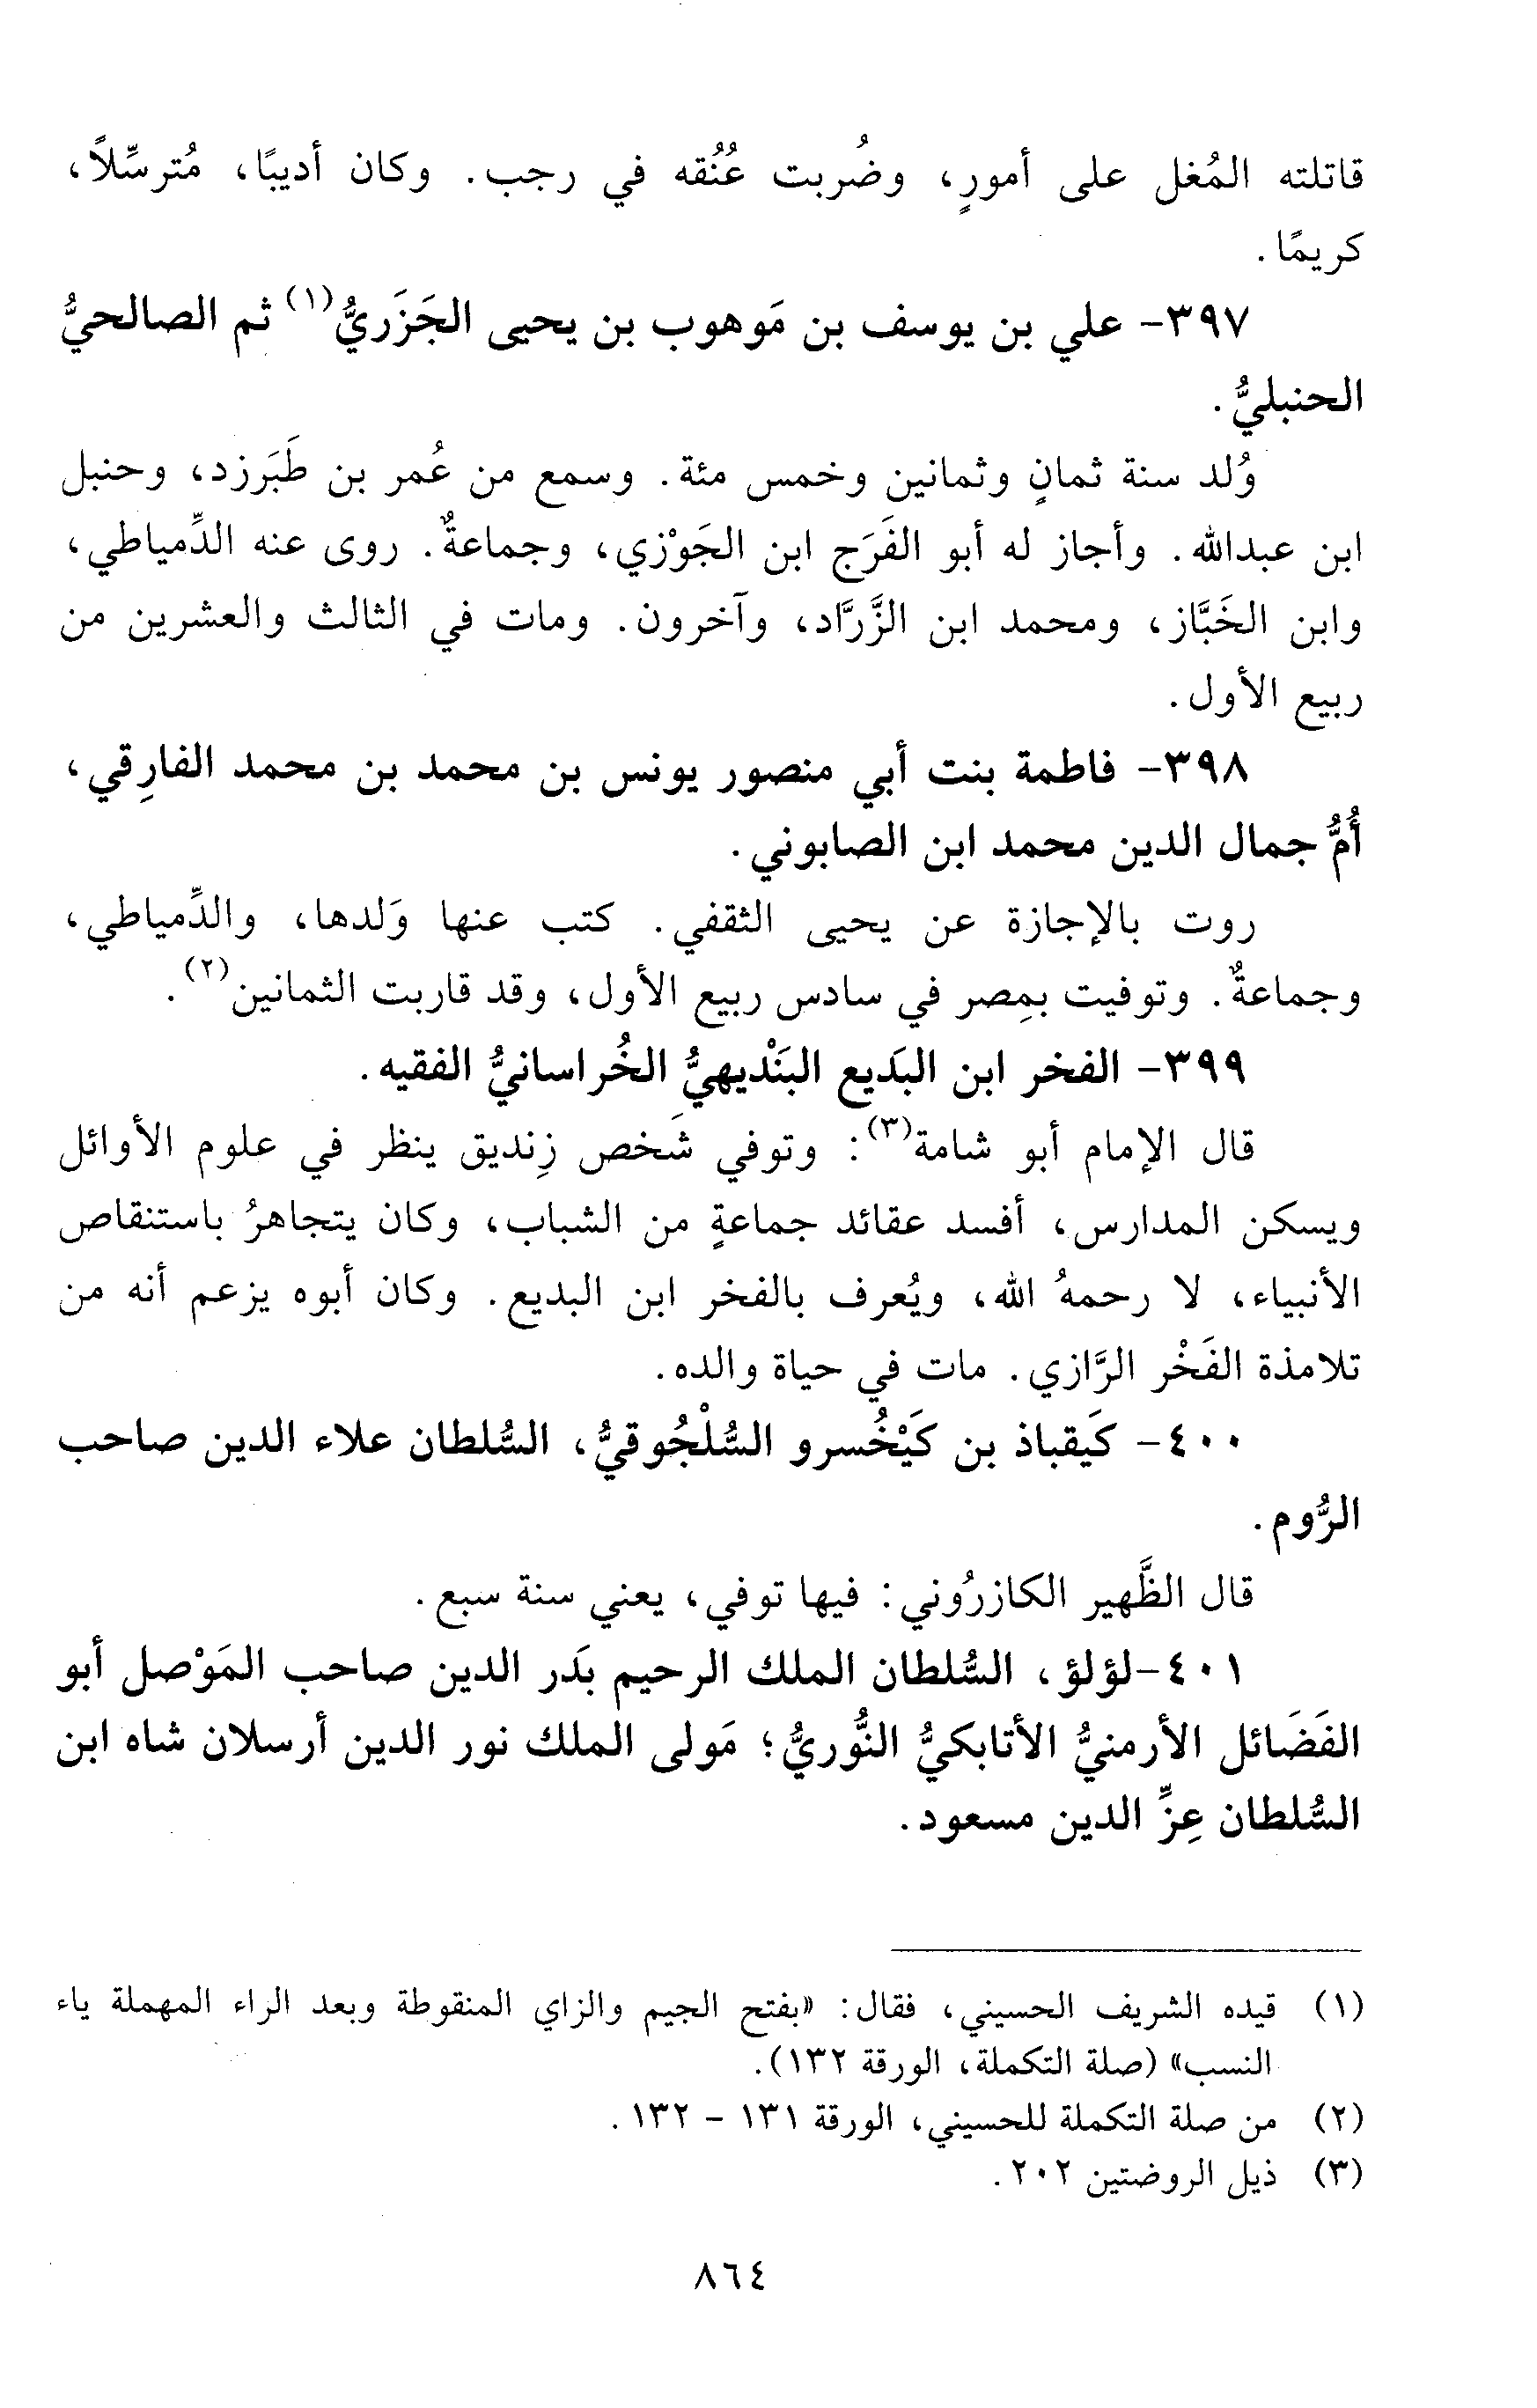 قاتلته المُغل على أمورٍ، وضُربت عُنُقه في رجب. وكان أديبًا، مُترسِّلاً،
كريمًا.
٣٩٧- علي بن يوسف بن مَوهوب بن يحيى الجَزَريُّ(١) ثم الصالحيُّ
الحنبليُّ.
وُلد سنة ثمانٍ وثمانين وخمس مئة. وسمع من عُمر بن طَبَرزد، وحنبل
ابن عبدالله. وأجاز له أبو الفَرَج ابن الجَوْزي، وجماعةٌ. روى عنه الدِّمياطي،
وابن الخَبَّاز، ومحمد ابن الزَّرَّاد، وآخرون. ومات في الثالث والعشرين من
ربيع الأول.
٣٩٨- فاطمة بنت أبي منصور يونس بن محمد بن محمد الفارِقي،
أُمُّ جمال الدين محمد ابن الصابوني.
روت بالإجازة عن يحيى الثقفي. كتب عنها وَلدها، والدِّمياطي،
وجماعةٌ. وتوفيت بمِصر في سادس ربيع الأول، وقد قاربت الثمانين(٢).
٣٩٩- الفخر ابن البَديع البَنْديهيُّ الخُراسانيُّ الفقيه.
قال الإمام أبو شامة(٣): وتوفي شَخص زِنديق ينظر في علوم الأوائل
ويسكن المدارس، أفسد عقائد جماعةٍ من الشباب، وكان يتجاهرُ باستنقاص
الأنبياء، لا رحمهُ الله، ويُعرف بالفخر ابن البديع. وكان أبوه يزعم أنه من
تلامذة الفَخْر الرَّازي. مات في حياة والده.
٤٠٠- كَيقباذ بن كَيْخُسرو السُّلْجُوقيُّ، السُّلطان علاء الدين صاحب
الرُّوم.
قال الظَّهير الكازرُوني: فيها توفي، يعني سنة سبع.
٤٠١-لؤلؤ، السُّلطان الملك الرحيم بَدر الدين صاحب المَوْصل أبو
الفَضَائل الأرمنيُّ الأتابكيُّ النُّوريُّ؛ مَولى الملك نور الدين أرسلان شاه ابن
السُّلطان عِزِّ الدين مسعود.
(١) قيده الشريف الحسيني، فقال: «بفتح الجيم والزاي المنقوطة وبعد الراء المهملة ياء
النسب» (صلة التكملة، الورقة ١٣٢).
(٢) من صلة التكملة للحسيني، الورقة ١٣١ - ١٣٢.
(٣) ذيل الروضتين ٢٠٢.
٨٦٤